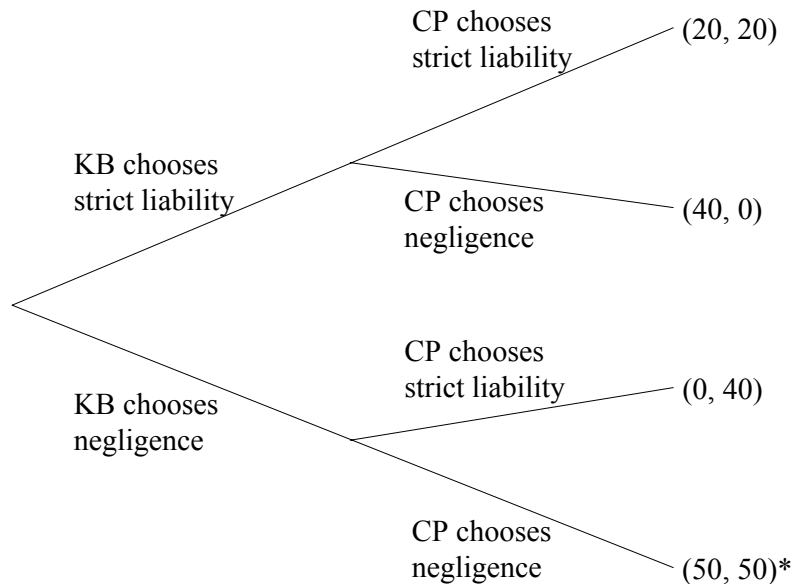 CP chooses
strict liability
(20, 20)
KB chooses
strict liability
CP chooses
negligence
(40, 0)
CP chooses
strict liability
(0, 40)
KB chooses
negligence
CP chooses
negligence
(50, 50)*